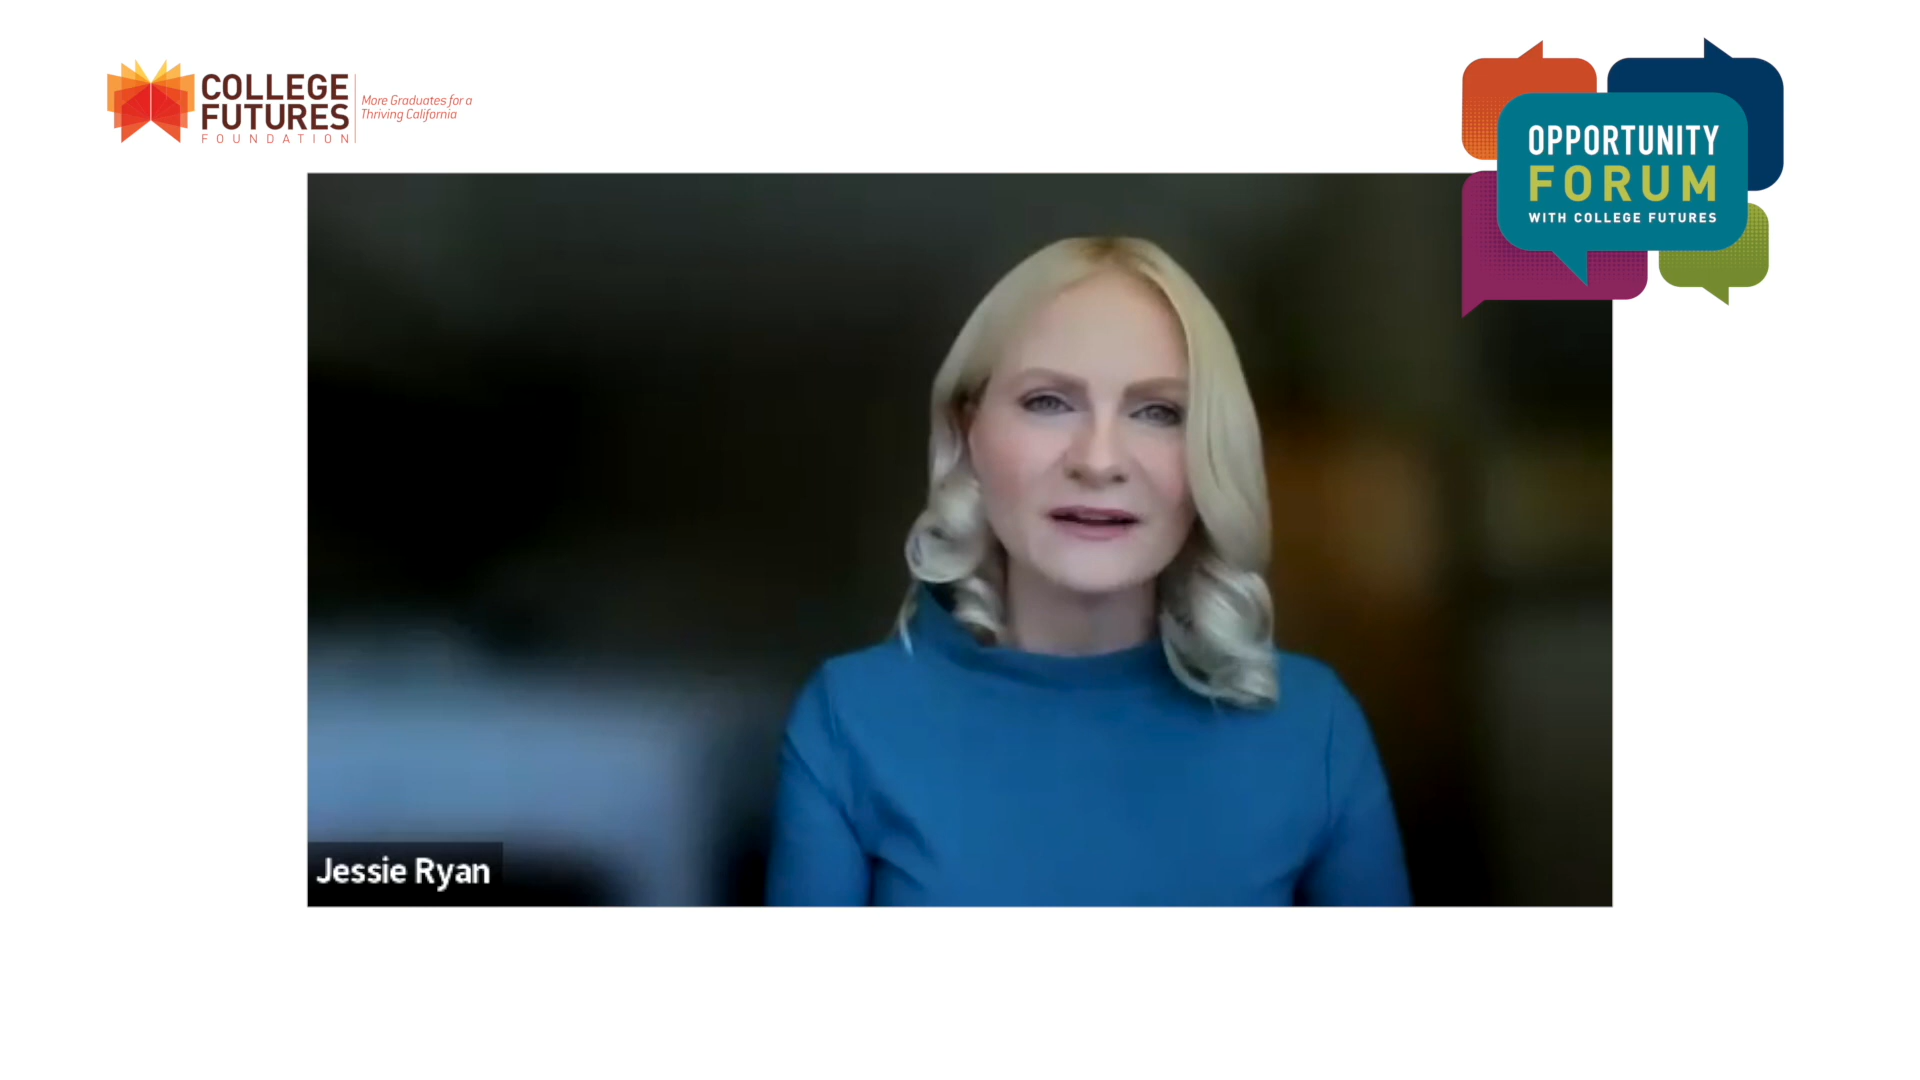 COLLEGE
FUTURES
FOUNDATION
More Graduates for a
Thriving California
OPPORTUNITY
FORUM
WITH COLLEGE FUTURES
Jessie Ryan